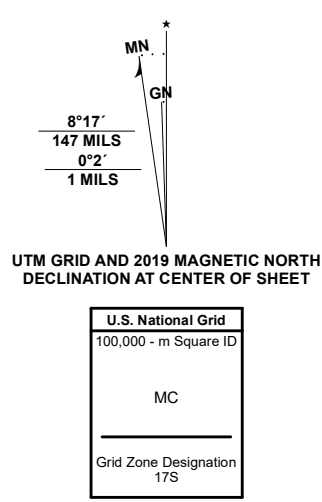 MN
GN
8°17´
147 MILS
0°2´
1 MILS
UTM GRID AND 2019 MAGNETIC NORTH
DECLINATION AT CENTER OF SHEET
U.S. National Grid
100,000 - m Square ID
MC
Grid Zone Designation
17S